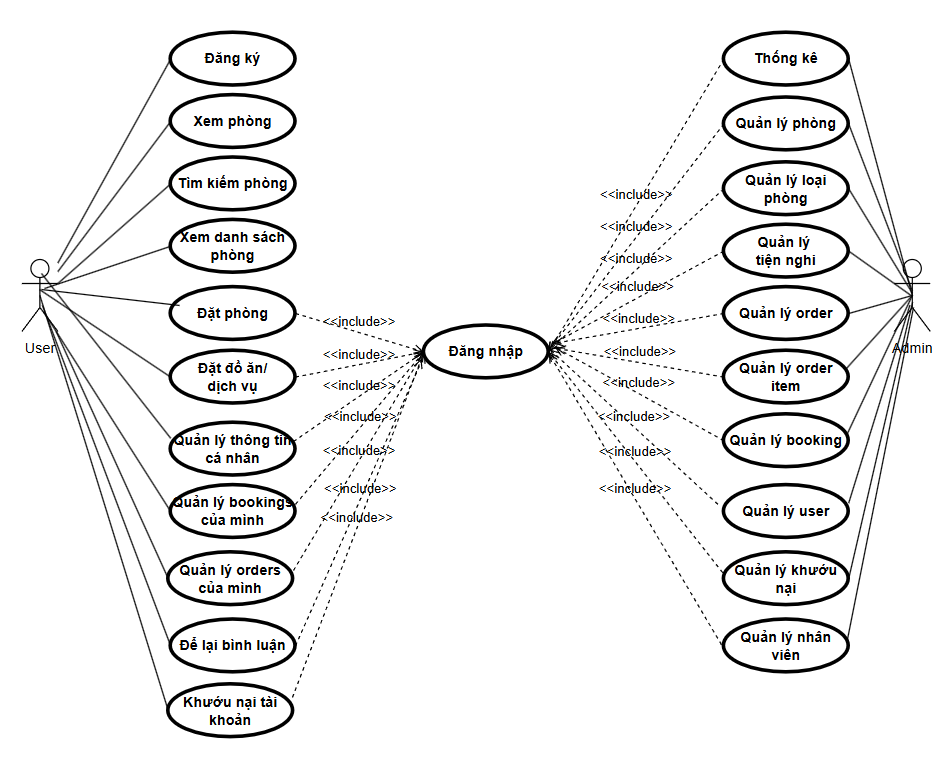 Đăng ký
Xem phòng
Tìm kiếm phòng
Xem danh sách
phòng
Đặt phòng
Đặt đồ ăn/
dịch vụ
Quản lý thông tin
cá nhân
Quản lý bookings
của mình
Quản lý orders
của mình
Để lại bình luận
Khướu nại tài
khoản
User
<<include>>
<<include>>
<<include>>
<<include>>
<<include>>
<<include>>
<<include>>
Đăng nhập
<<include>>
<<include>>
<<include>>
<<include>>
<<include>>
<<include>>
<<include>>
<<include>>
<<include>>
<<include>>
Thống kê
Quản lý phòng
Quản lý loại
phòng
Quản lý
tiện nghi
Quản lý order
Quản lý order
item
Quản lý booking
Quản lý user
Quản lý khướu
nại
Quản lý nhân
viên
Admin